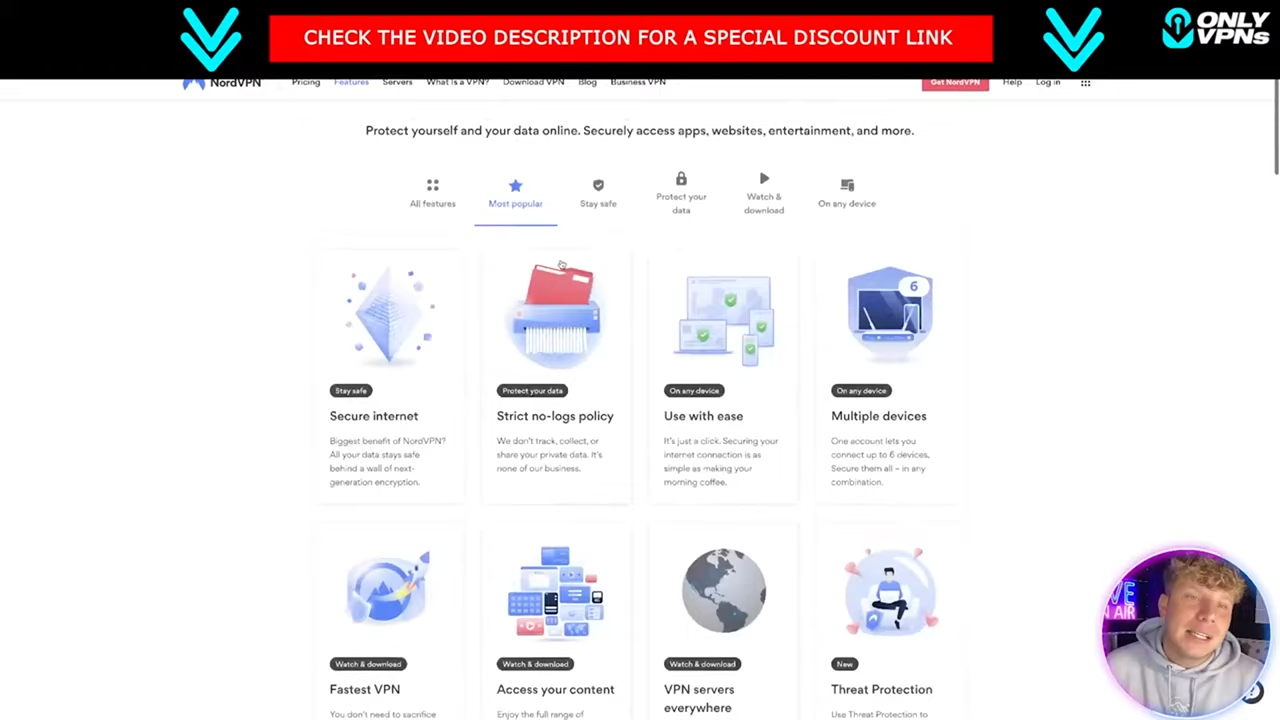 CHECK THE VIDEO DESCRIPTION FOR A SPECIAL DISCOUNT LINK
ONLY
VPNs
NordVPN Pricing Features Servers What is a VPN? Download VPN Blog Business VPN Get NordVPN Help Log in
Protect yourself and your data online. Securely access apps, websites, entertainment, and more.
All features
Most popular
Stay safe
Protect your
data
Watch &
download
On any device
6
Stay safe
Secure internet
Biggest benefit of NordVPN?
All your data stays safe
behind a wall of next-
generation encryption.
Protect your data
Strict no-logs policy
We don't track, collect, or
share your private data. It's
none of our business.
On any device
Use with ease
It's just a click. Securing your
internet connection is as
simple as making your
morning coffee.
On any device
Multiple devices
One account lets you
connect up to 6 devices.
Secure them all – in any
combination.
Watch & download
Fastest VPN
You don't need to sacrifice
Watch & download
Access your content
Enjoy the full range of
Watch & download
VPN servers
everywhere
New
Threat Protection
Use Threat Protection to
ON AIR